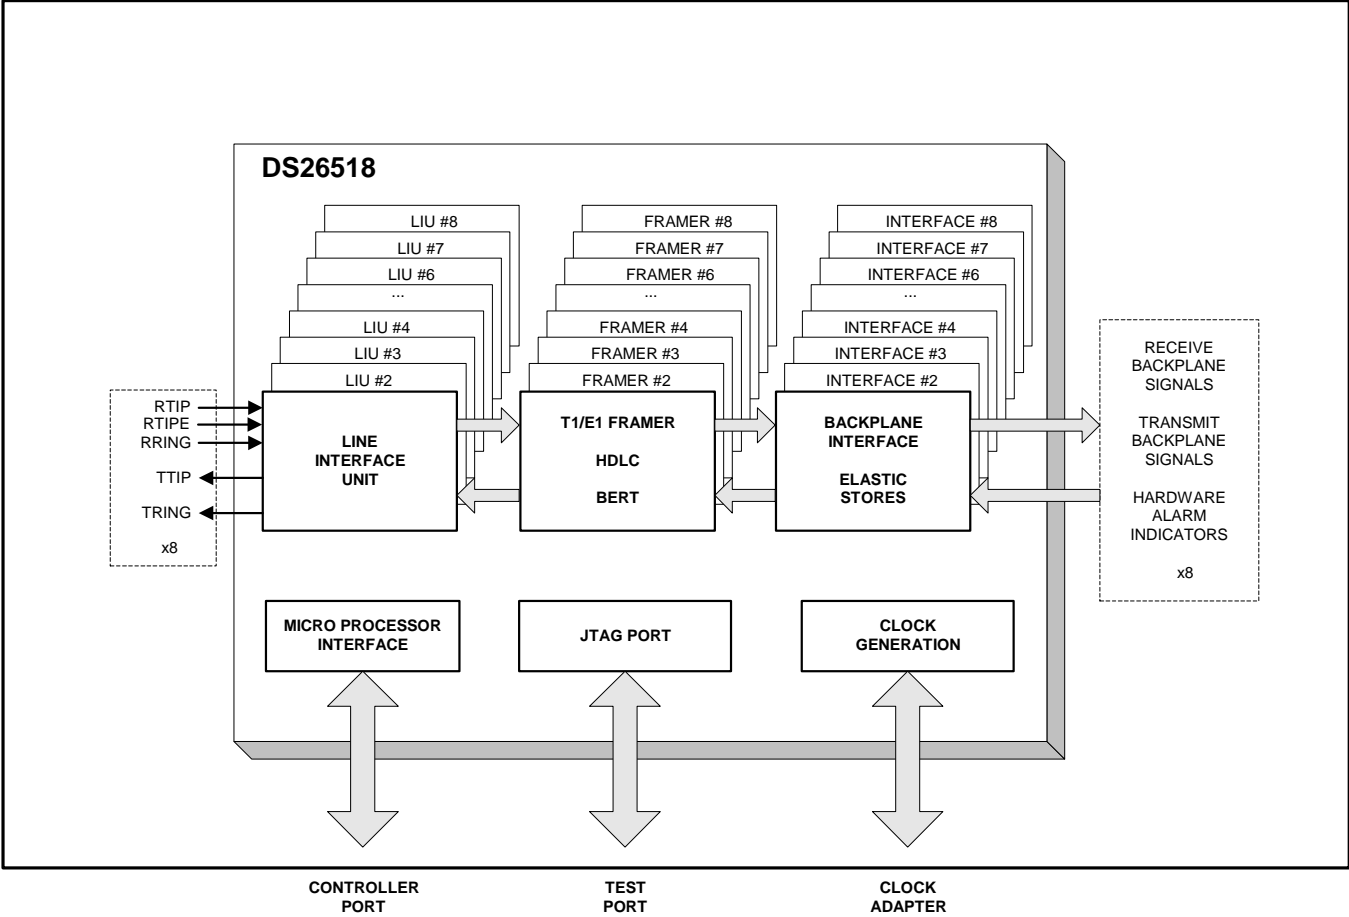 DS26518
LIU #8
LIU #7
LIU #6
...
LIU #4
LIU #3
LIU #2
LINE
INTERFACE
UNIT
FRAMER #8
FRAMER #7
FRAMER #6
...
FRAMER #4
FRAMER #3
FRAMER #2
T1/E1 FRAMER
HDLC
BERT
INTERFACE #8
INTERFACE #7
INTERFACE #6
...
INTERFACE #4
INTERFACE #3
INTERFACE #2
BACKPLANE
INTERFACE
ELASTIC
STORES
RTIP
RTIPE
RRING
TTIP
TRING
x8
RECEIVE
BACKPLANE
SIGNALS
TRANSMIT
BACKPLANE
SIGNALS
HARDWARE
ALARM
INDICATORS
x8
MICRO PROCESSOR
INTERFACE
JTAG PORT
CLOCK
GENERATION
CONTROLLER
PORT
TEST
PORT
CLOCK
ADAPTER